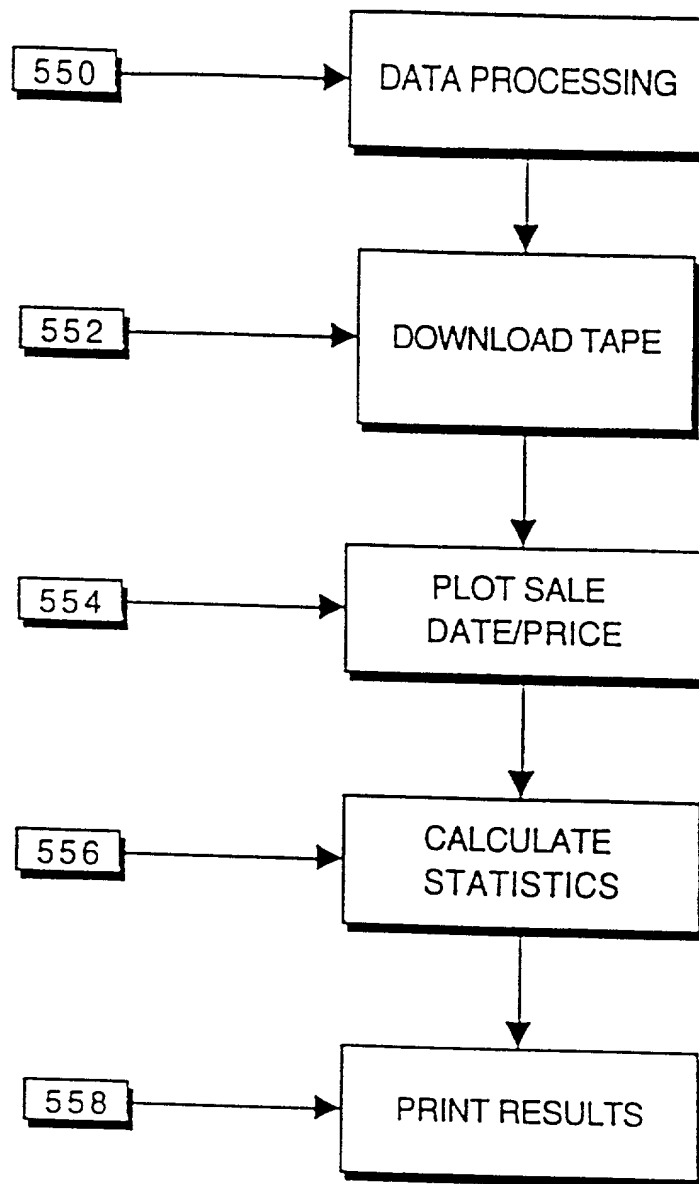 550
DATA PROCESSING
552
DOWNLOAD TAPE
554
PLOT SALE
DATE/PRICE
556
CALCULATE
STATISTICS
558
PRINT RESULTS